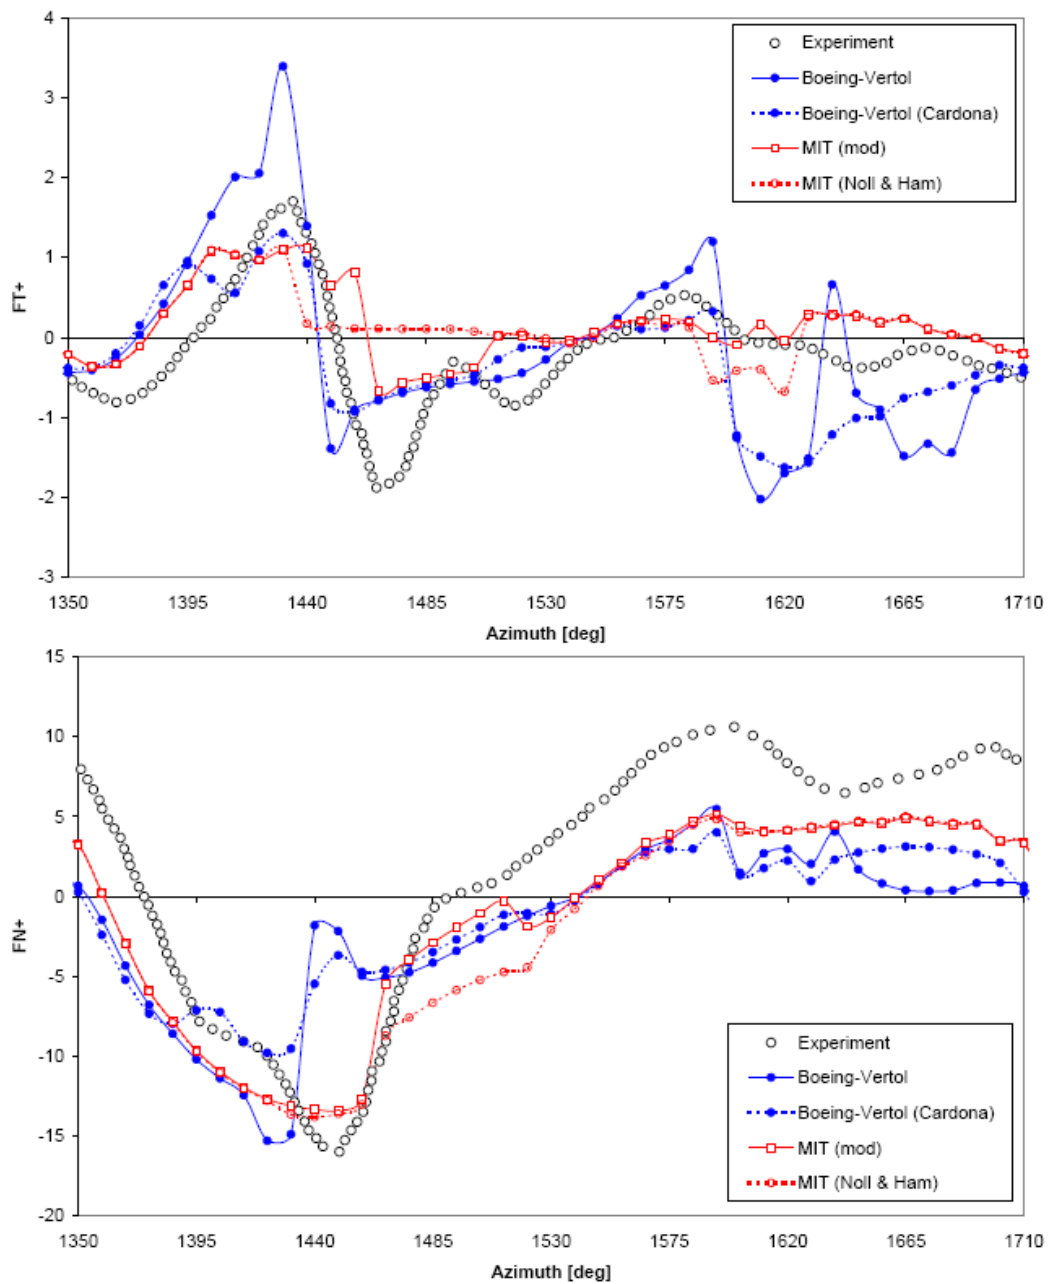 4
3
2
1
0
-1
-2
-3
FT+
Experiment
Boeing-Vertol
Boeing-Vertol (Cardona)
MIT (mod)
MIT (Noll & Ham)
1350 1395 1440 1485 1530 1575 1620 1665 1710
Azimuth [deg]
15
10
5
0
-5
-10
-15
-20
FN+
Experiment
Boeing-Vertol
Boeing-Vertol (Cardona)
MIT (mod)
MIT (Noll & Ham)
1350 1395 1440 1485 1530 1575 1620 1665 1710
Azimuth [deg]